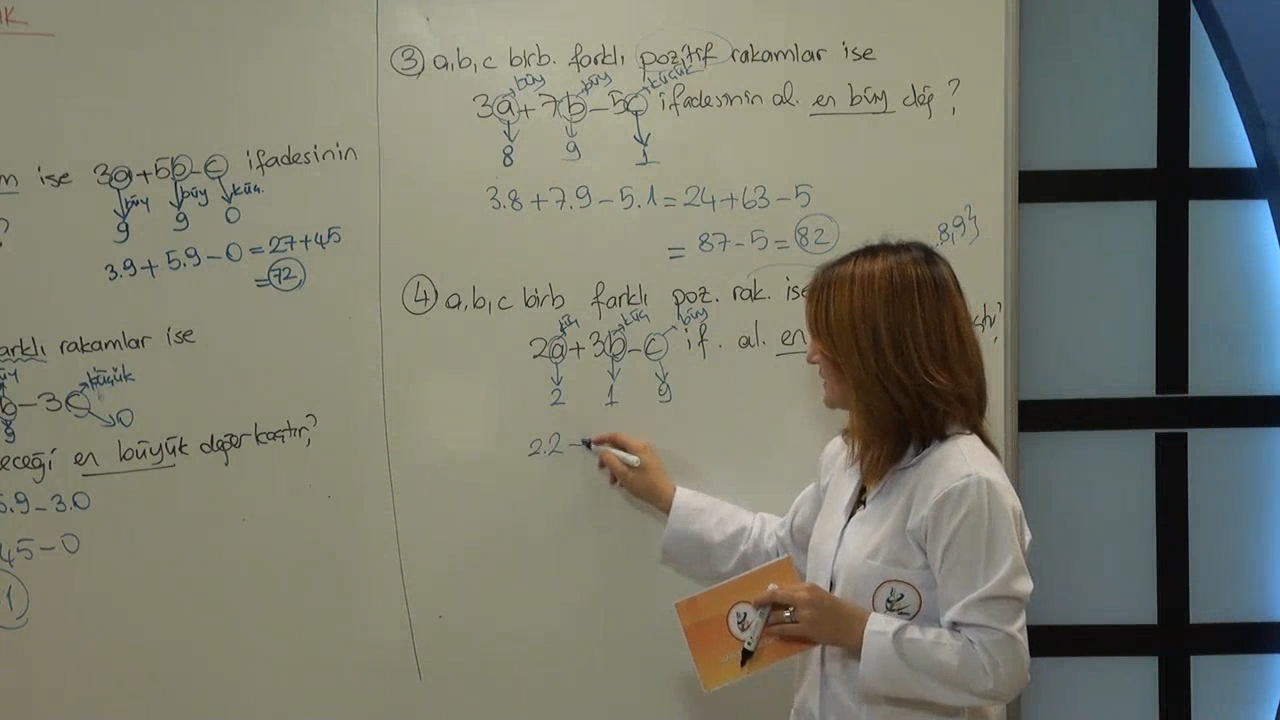 ise 3a+5b-c ifadesinin
büy büy küç.
9 9 0
?
3.9+5.9-0=27+45
=72
farklı rakamlar ise
küçük
b-3c
9 0
en büyük değer kaçtır?
5.9-3.0
45-0
1
③ a,b,c birb. farklı pozitif rakamlar ise
büy büy küçük
3a+7b-5c ifadesinin al. en büy değ?
8 9 1
3.8+7.9-5.1=24+63-5
=87-5=82
8,9}
④ a,b,c birb farklı poz. rak. ise
küç küç büy
2a+3b-c if. al. en
2 1 9
2.2